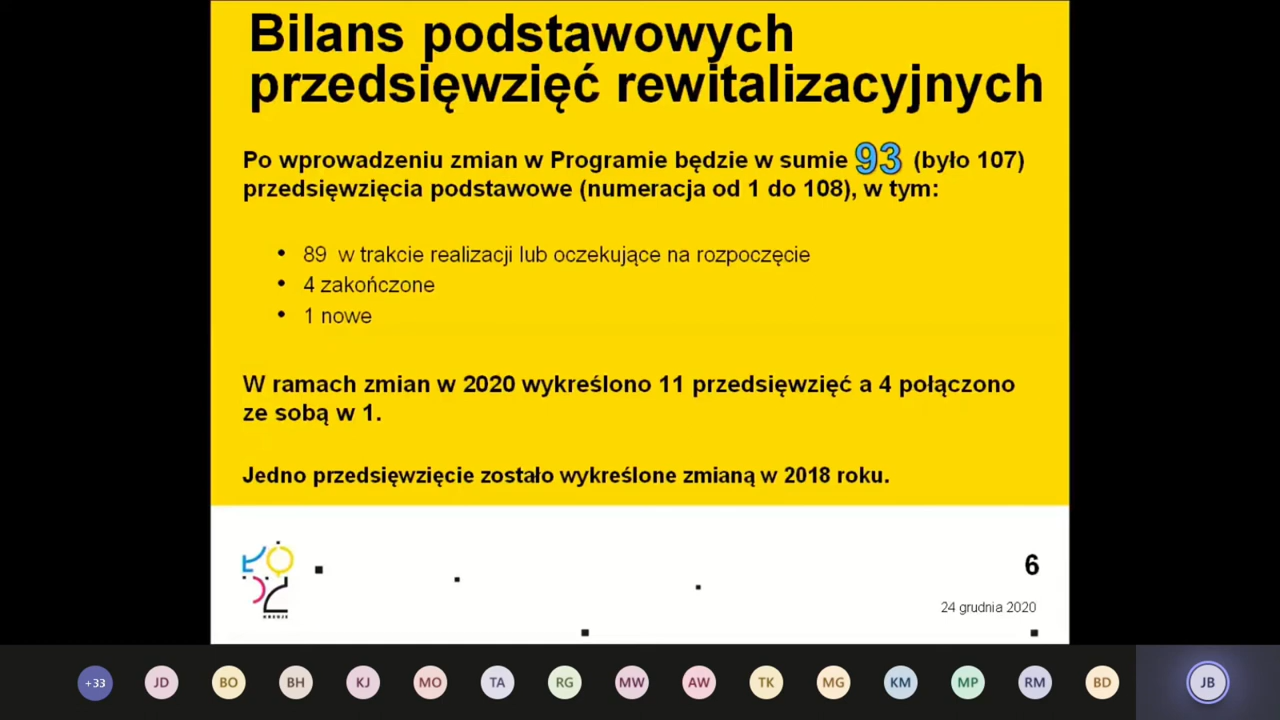 Bilans podstawowych
przedsięwzięć rewitalizacyjnych
Po wprowadzeniu zmian w Programie będzie w sumie 93 (było 107)
przedsięwzięcia podstawowe (numeracja od 1 do 108), w tym:
• 89 w trakcie realizacji lub oczekujące na rozpoczęcie
• 4 zakończone
• 1 nowe
W ramach zmian w 2020 wykreślono 11 przedsięwzięć a 4 połączono
ze sobą w 1.
Jedno przedsięwzięcie zostało wykreślone zmianą w 2018 roku.
KREUJE
6
24 grudnia 2020
+33 JD BO BH KJ MO TA RG MW AW TK MG KM MP RM BD JB